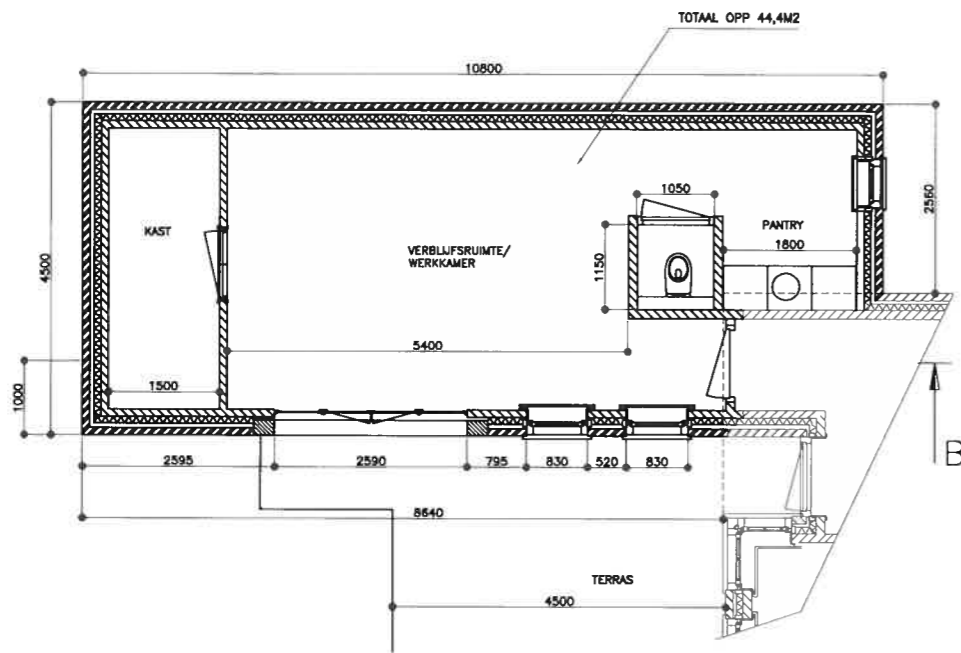 TOTAAL OPP 44,4M2
10800
4500
2560
1050
KAST
PANTRY
1800
VERBLIJFSRUIMTE/
WERKKAMER
1150
5400
1000
1500
B
2595
2590
795
830
520
830
8640
TERRAS
4500